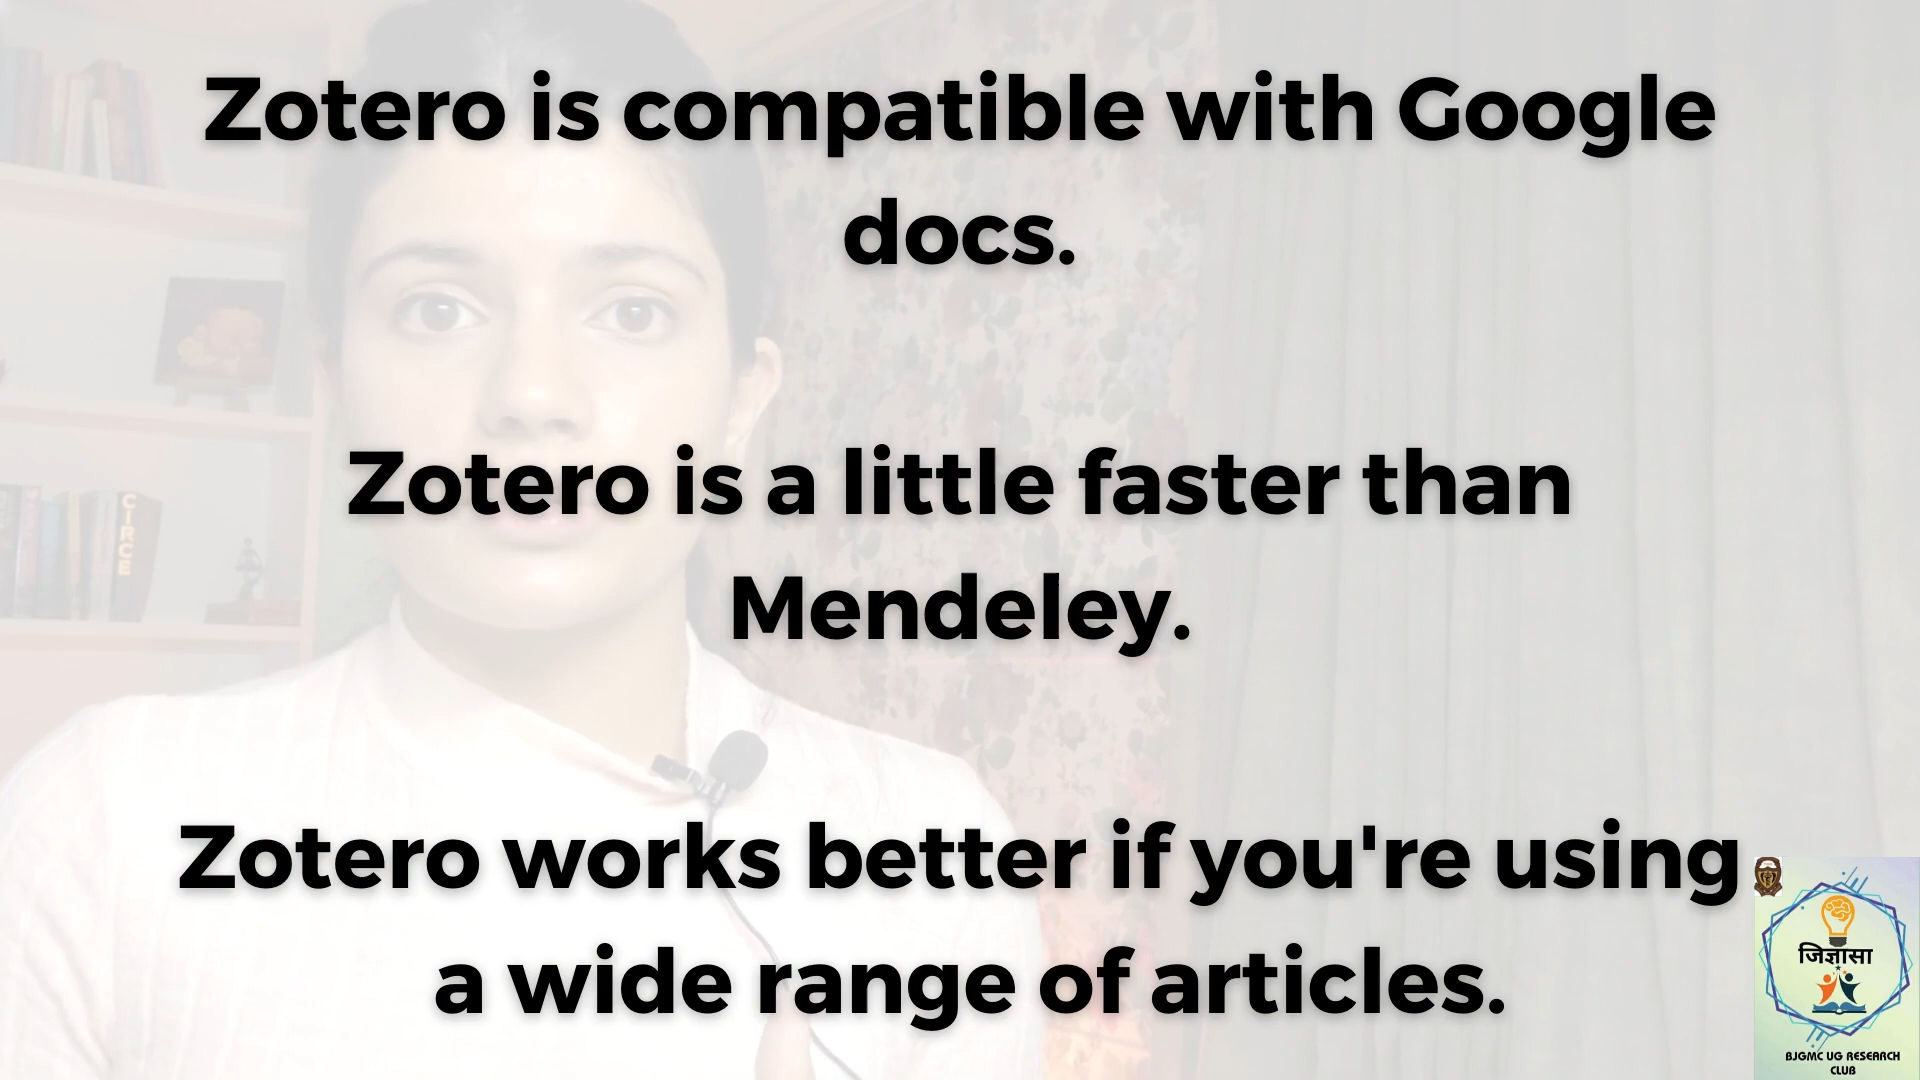 Zotero is compatible with Google
docs.
Zotero is a little faster than
Mendeley.
Zotero works better if you're using
a wide range of articles.
CIRCE
जिज्ञासा
BJGMC UG RESEARCH
CLUB